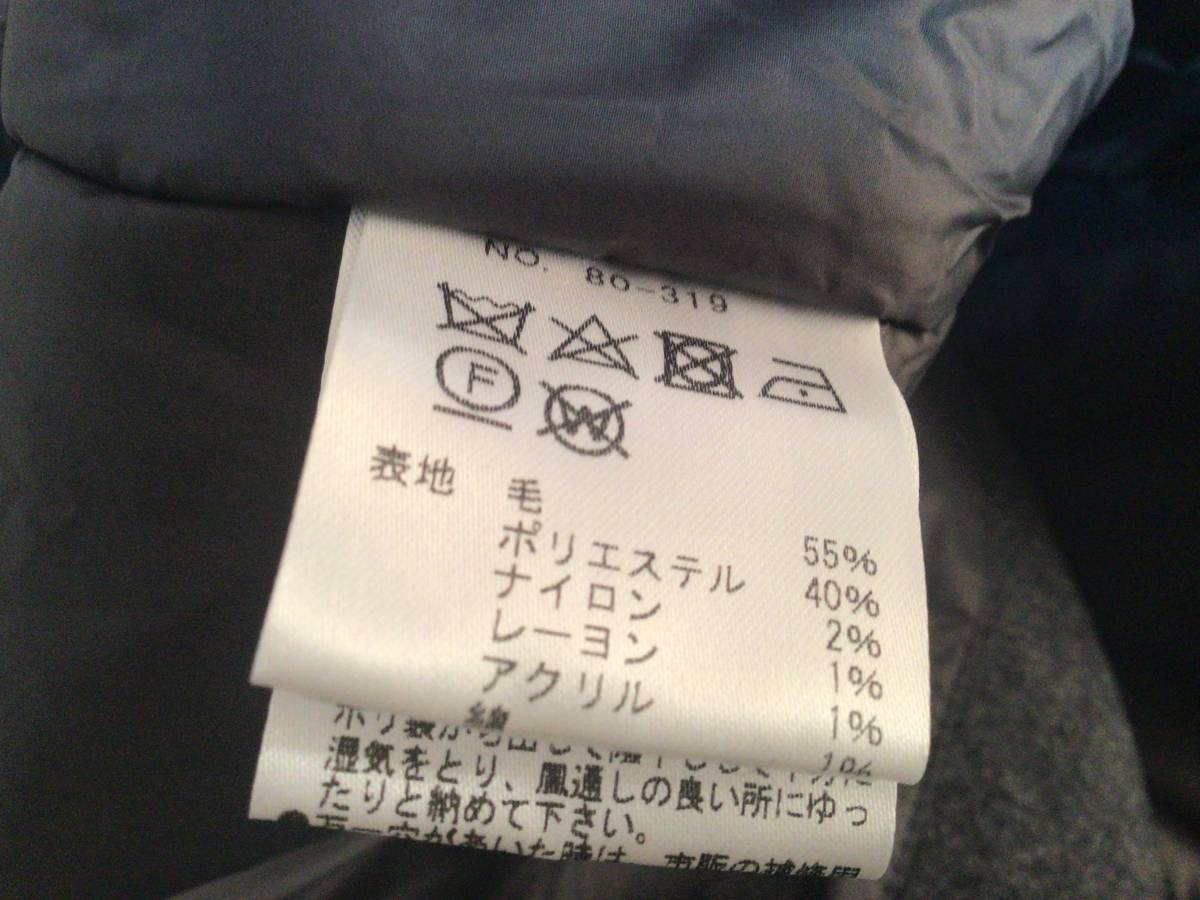 NO. 80-319
F
W
表地 毛 55%
ポリエステル 40%
ナイロン 2%
レーヨン 1%
アクリル 1%
綿 1%
湿気をとり、風通しの良い所にゆっ
たりと納めて下さい。